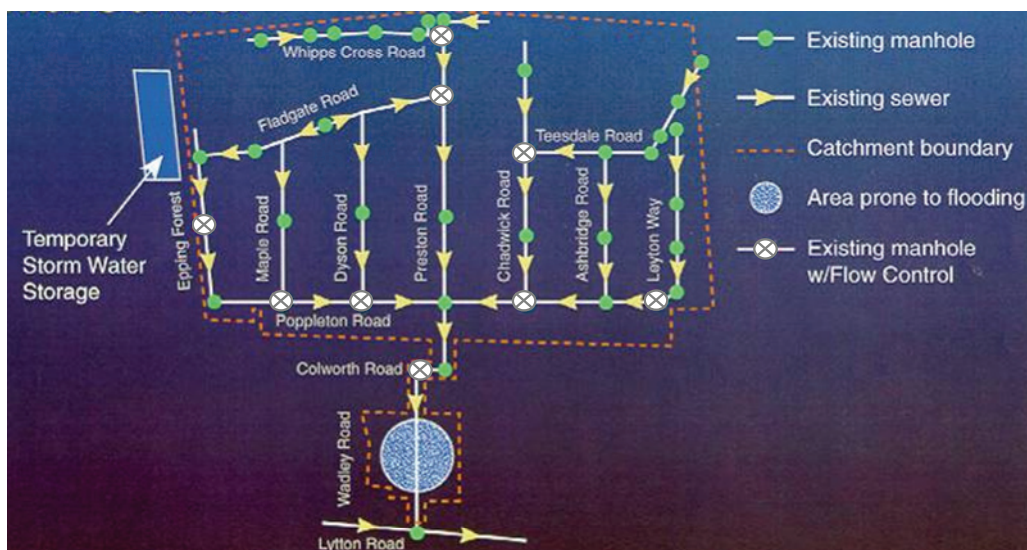 Whipps Cross Road
Fladgate Road
Teesdale Road
Epping Forest
Maple Road
Dyson Road
Preston Road
Chadwick Road
Ashbridge Road
Leyton Way
Poppleton Road
Colworth Road
Wadley Road
Lytton Road
Temporary
Storm Water
Storage
Existing manhole
Existing sewer
Catchment boundary
Area prone to flooding
Existing manhole
w/Flow Control